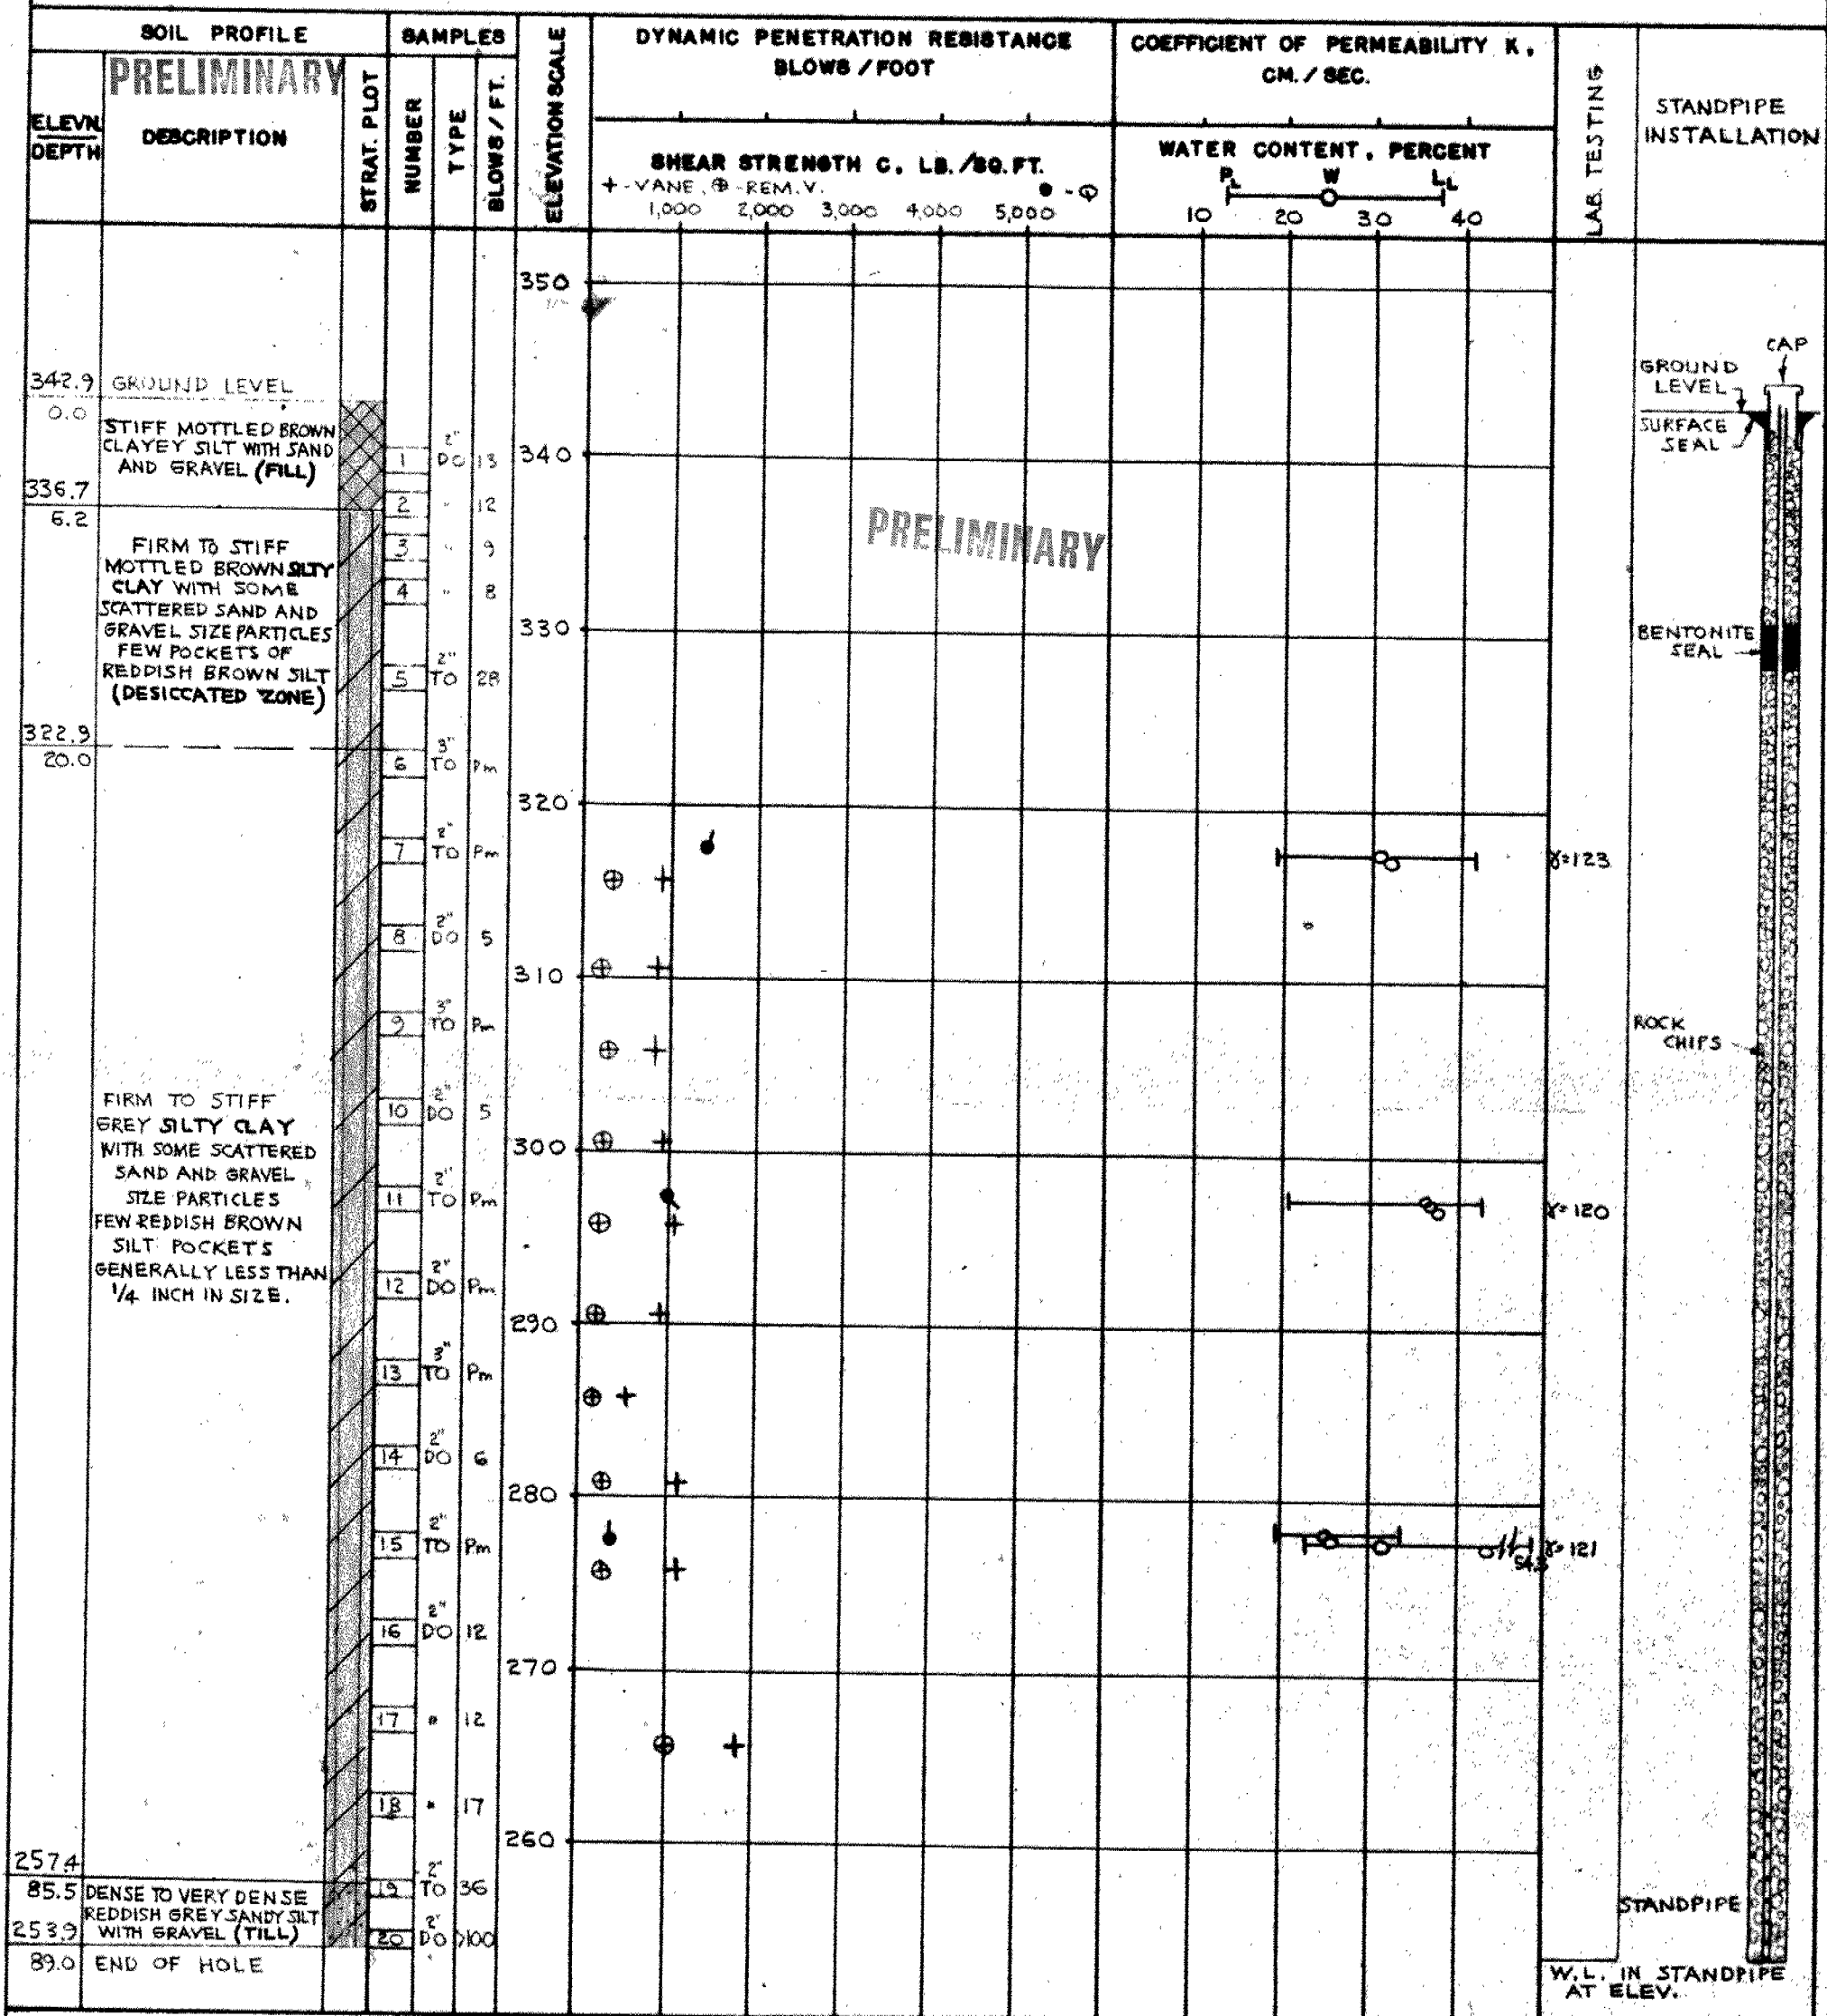 SOIL PROFILE
PRELIMINARY
ELEVN.
DEPTH
DESCRIPTION
STRAT. PLOT
SAMPLES
NUMBER
TYPE
BLOWS / FT.
ELEVATION SCALE
DYNAMIC PENETRATION RESISTANCE
BLOWS / FOOT
SHEAR STRENGTH C, LB./SQ.FT.
+ - VANE, ⊕ - REM. V.
● - Q
1,000 2,000 3,000 4,000 5,000
COEFFICIENT OF PERMEABILITY K,
CM. / SEC.
WATER CONTENT, PERCENT
PL W LL
10 20 30 40
LAB. TESTING
STANDPIPE
INSTALLATION
342.9 GROUND LEVEL
0.0
STIFF MOTTLED BROWN
CLAYEY SILT WITH SAND
AND GRAVEL (FILL)
336.7
6.2
FIRM TO STIFF
MOTTLED BROWN SILTY
CLAY WITH SOME
SCATTERED SAND AND
GRAVEL SIZE PARTICLES
FEW POCKETS OF
REDDISH BROWN SILT
(DESICCATED ZONE)
322.9
20.0
FIRM TO STIFF
GREY SILTY CLAY
WITH SOME SCATTERED
SAND AND GRAVEL
SIZE PARTICLES
FEW REDDISH BROWN
SILT POCKETS
GENERALLY LESS THAN
1/4 INCH IN SIZE.
257.4
85.5
DENSE TO VERY DENSE
REDDISH GREY SANDY SILT
WITH GRAVEL (TILL)
253.9
89.0 END OF HOLE
1 2" DO 13
2 " 12
3 " 9
4 " 8
5 2" TO 28
6 3" TO Pm
7 2" TO Pm
8 2" DO 5
9 3" TO Pm
10 2" DO 5
11 2" TO Pm
12 2" DO Pm
13 3" TO Pm
14 2" DO 6
15 2" TO Pm
16 2" DO 12
17 " 12
18 " 17
19 2" TO 36
20 2" DO >100
350
340
330
320
310
300
290
280
270
260
PRELIMINARY
γ=123
γ=120
γ=121
CAP
GROUND
LEVEL
SURFACE
SEAL
BENTONITE
SEAL
ROCK
CHIPS
STANDPIPE
W.L. IN STANDPIPE
AT ELEV.